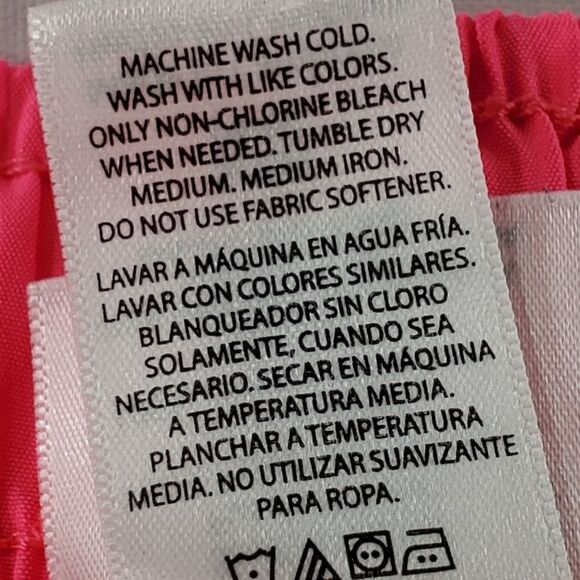 MACHINE WASH COLD.
WASH WITH LIKE COLORS.
ONLY NON-CHLORINE BLEACH
WHEN NEEDED. TUMBLE DRY
MEDIUM. MEDIUM IRON.
DO NOT USE FABRIC SOFTENER.
LAVAR A MÁQUINA EN AGUA FRÍA.
LAVAR CON COLORES SIMILARES.
BLANQUEADOR SIN CLORO
SOLAMENTE, CUANDO SEA
NECESARIO. SECAR EN MÁQUINA
A TEMPERATURA MEDIA.
PLANCHAR A TEMPERATURA
MEDIA. NO UTILIZAR SUAVIZANTE
PARA ROPA.